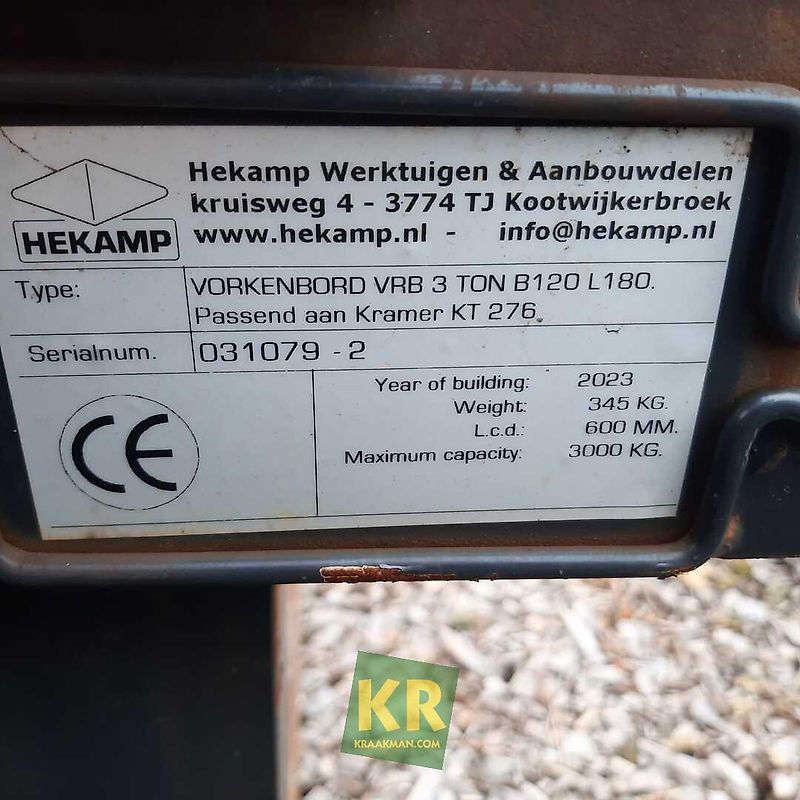 Hekamp Werktuigen & Aanbouwdelen
kruisweg 4 - 3774 TJ Kootwijkerbroek
www.hekamp.nl - info@hekamp.nl
HEKAMP
Type: VORKENBORD VRB 3 TON B120 L180.
Passend aan Kramer KT 276.
Serialnum. 031079 - 2
Year of building: 2023
Weight: 345 KG.
L.c.d.: 600 MM.
Maximum capacity: 3000 KG.
CE
KR
KRAAKMAN.COM